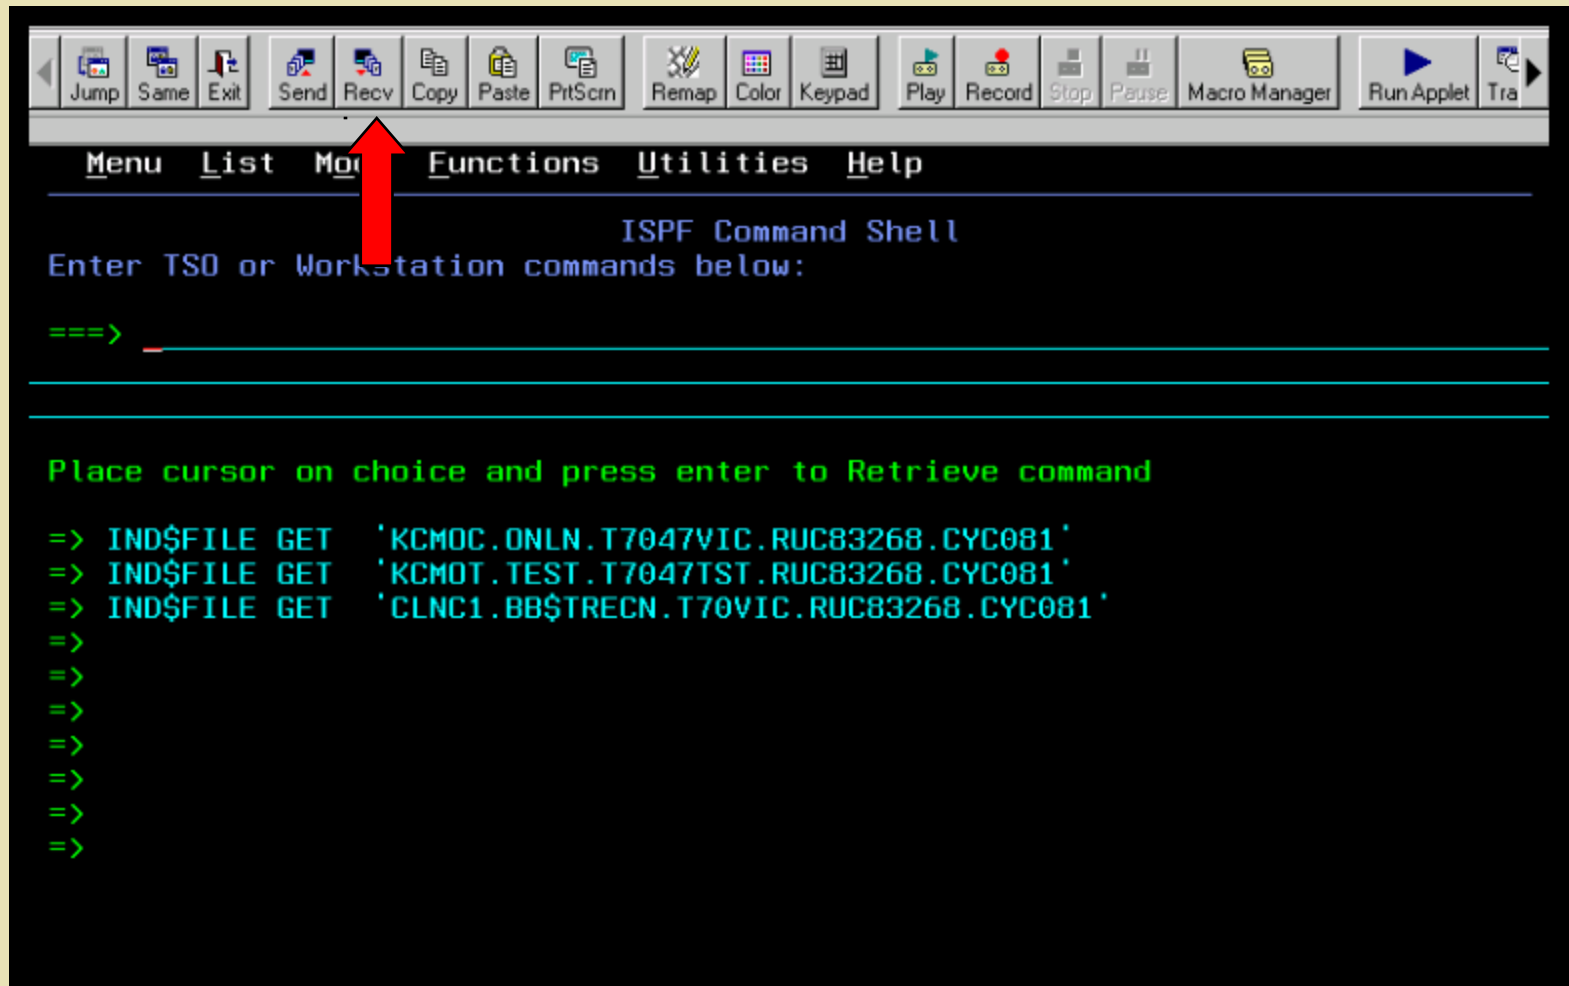 Jump Same Exit Send Recv Copy Paste PrtScrn Remap Color Keypad Play Record Stop Pause Macro Manager Run Applet Tra
Menu List Functions Utilities Help
ISPF Command Shell
Enter TSO or Workstation commands below:
===> _
Place cursor on choice and press enter to Retrieve command
=> IND$FILE GET 'KCMOC.ONLN.T7047VIC.RUC83268.CYC081'
=> IND$FILE GET 'KCMOT.TEST.T7047TST.RUC83268.CYC081'
=> IND$FILE GET 'CLNC1.BB$TRECN.T70VIC.RUC83268.CYC081'
=>
=>
=>
=>
=>
=>
=>